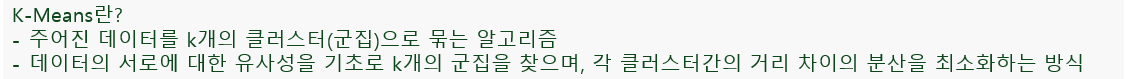 K-Means란?
- 주어진 데이터를 k개의 클러스터(군집)으로 묶는 알고리즘
- 데이터의 서로에 대한 유사성을 기초로 k개의 군집을 찾으며, 각 클러스터간의 거리 차이의 분산을 최소화하는 방식